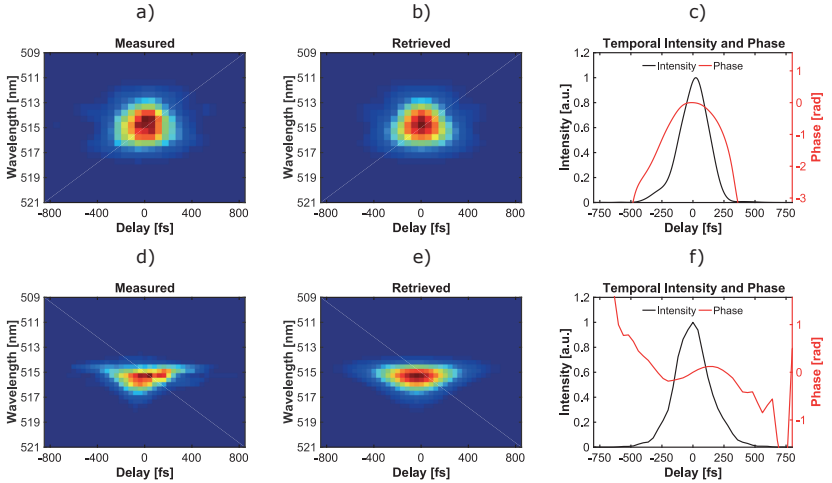 a)
b)
c)
Measured
Retrieved
Temporal Intensity and Phase
Wavelength [nm]
509
511
513
515
517
519
521
-800
-400
0
400
800
Delay [fs]
Wavelength [nm]
509
511
513
515
517
519
521
-800
-400
0
400
800
Delay [fs]
Intensity [a.u.]
1.2
1
0.8
0.6
0.4
0.2
0
Intensity
Phase
1
0
-1
-2
-3
Phase [rad]
-750
-500
-250
0
250
500
750
Delay [fs]
d)
e)
f)
Measured
Retrieved
Temporal Intensity and Phase
Wavelength [nm]
509
511
513
515
517
519
521
-800
-400
0
400
800
Delay [fs]
Wavelength [nm]
509
511
513
515
517
519
521
-800
-400
0
400
800
Delay [fs]
Intensity [a.u.]
1.2
1
0.8
0.6
0.4
0.2
0
Intensity
Phase
1
0
-1
Phase [rad]
-750
-500
-250
0
250
500
750
Delay [fs]